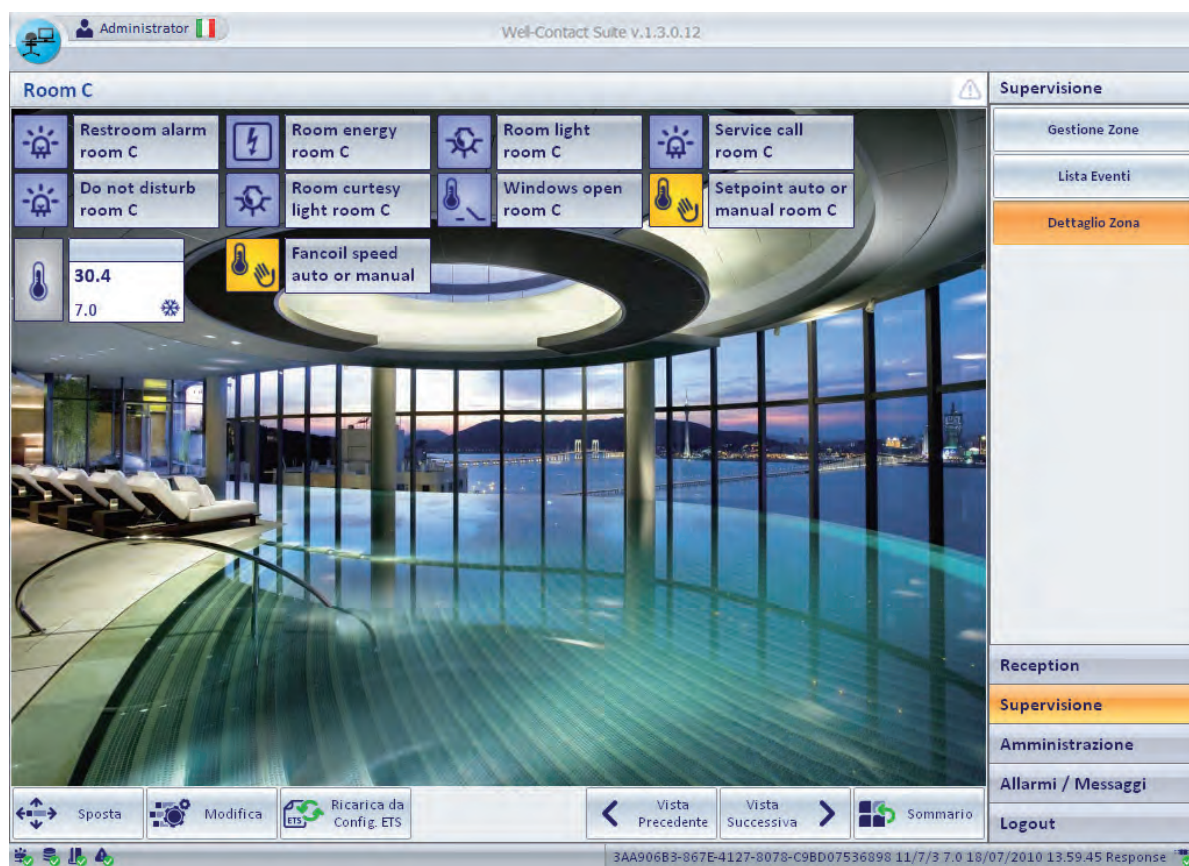 Administrator
Well-Contact Suite v.1.3.0.12
Room C
Supervisione
Restroom alarm
room C
Room energy
room C
Room light
room C
Service call
room C
Do not disturb
room C
Room curtesy
light room C
Windows open
room C
Setpoint auto or
manual room C
30.4
7.0
Fancoil speed
auto or manual
Gestione Zone
Lista Eventi
Dettaglio Zona
Reception
Supervisione
Amministrazione
Allarmi / Messaggi
Logout
Sposta
Modifica
ETS
Ricarica da
Config. ETS
Vista
Precedente
Vista
Successiva
Sommario
3AA906B3-867E-4127-8078-C9BD07536898 11/7/3 7.0 18/07/2010 13.59.45 Response